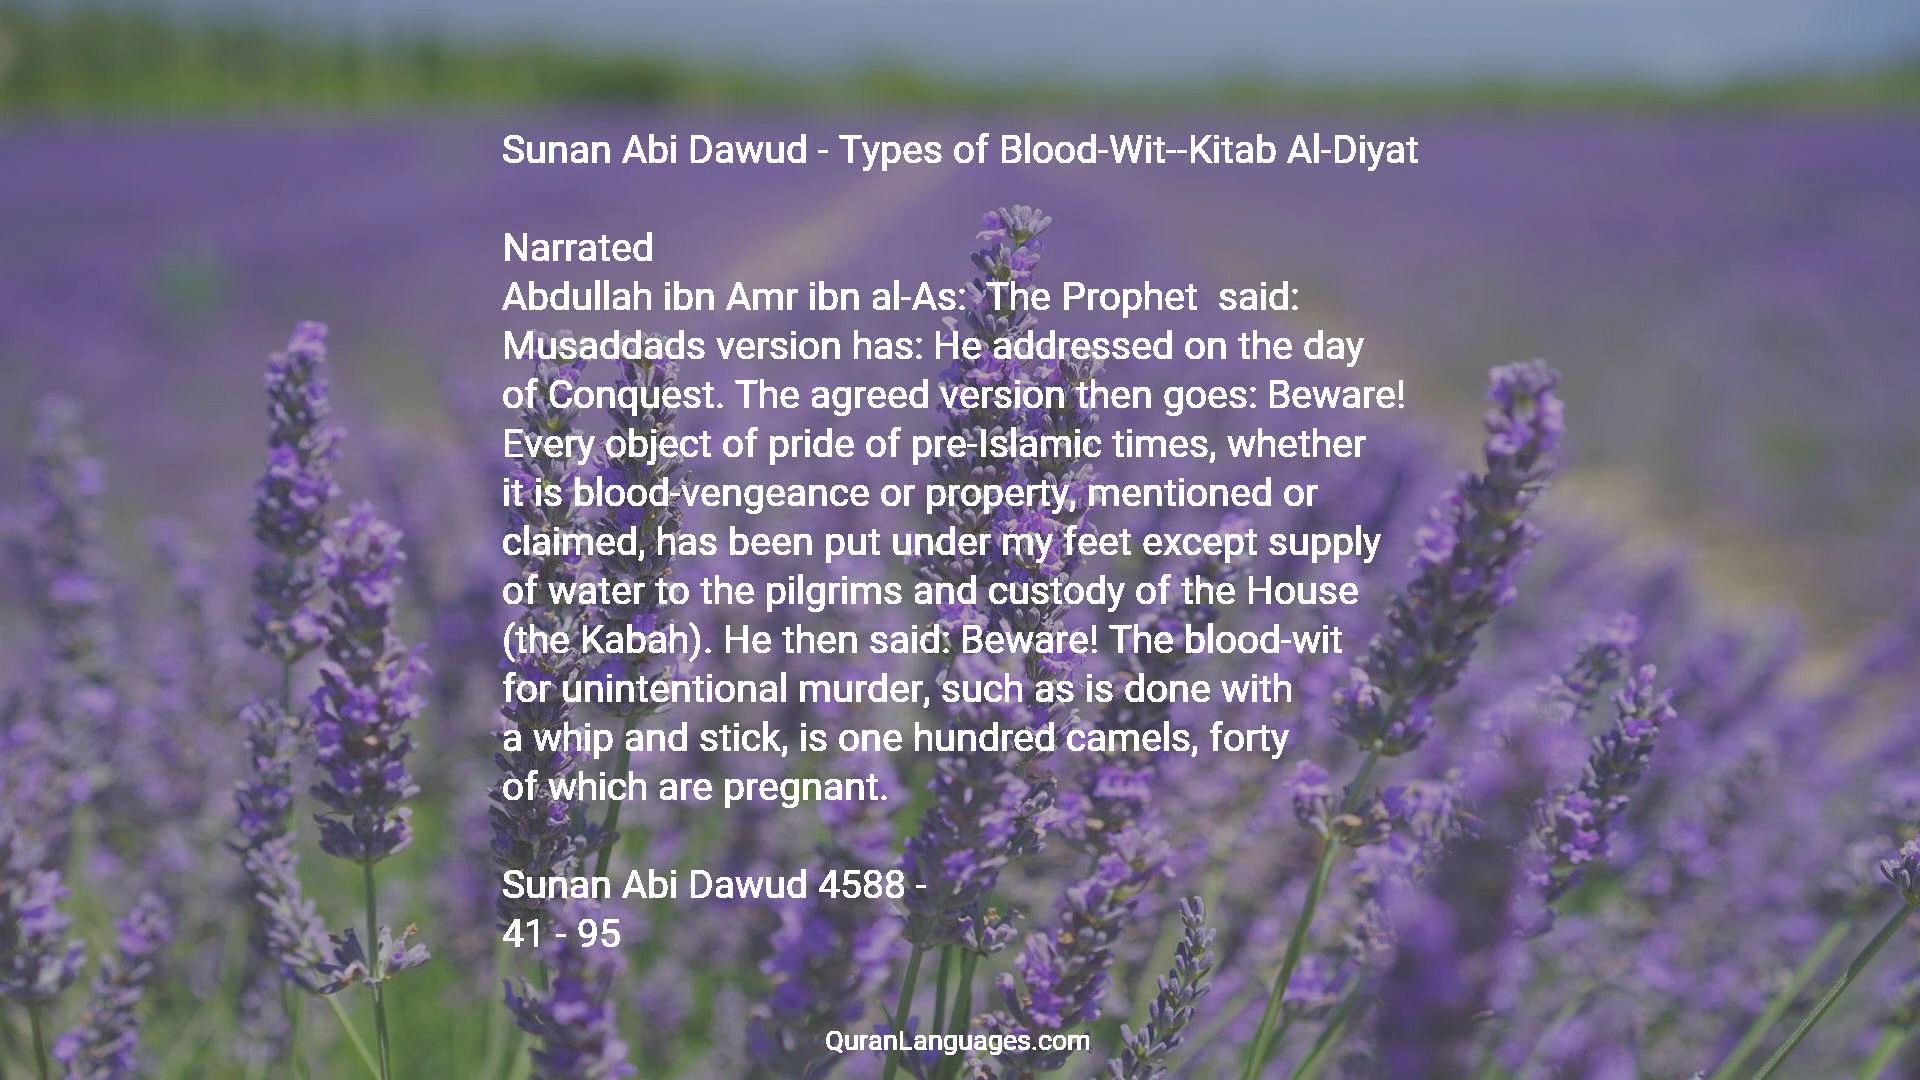 Sunan Abi Dawud - Types of Blood-Wit--Kitab Al-Diyat
Narrated
Abdullah ibn Amr ibn al-As:  The Prophet  said:
Musaddads version has: He addressed on the day
of Conquest. The agreed version then goes: Beware!
Every object of pride of pre-Islamic times, whether
it is blood-vengeance or property, mentioned or
claimed, has been put under my feet except supply
of water to the pilgrims and custody of the House
(the Kabah). He then said: Beware! The blood-wit
for unintentional murder, such as is done with
a whip and stick, is one hundred camels, forty
of which are pregnant.
Sunan Abi Dawud 4588 -
41 - 95
QuranLanguages.com